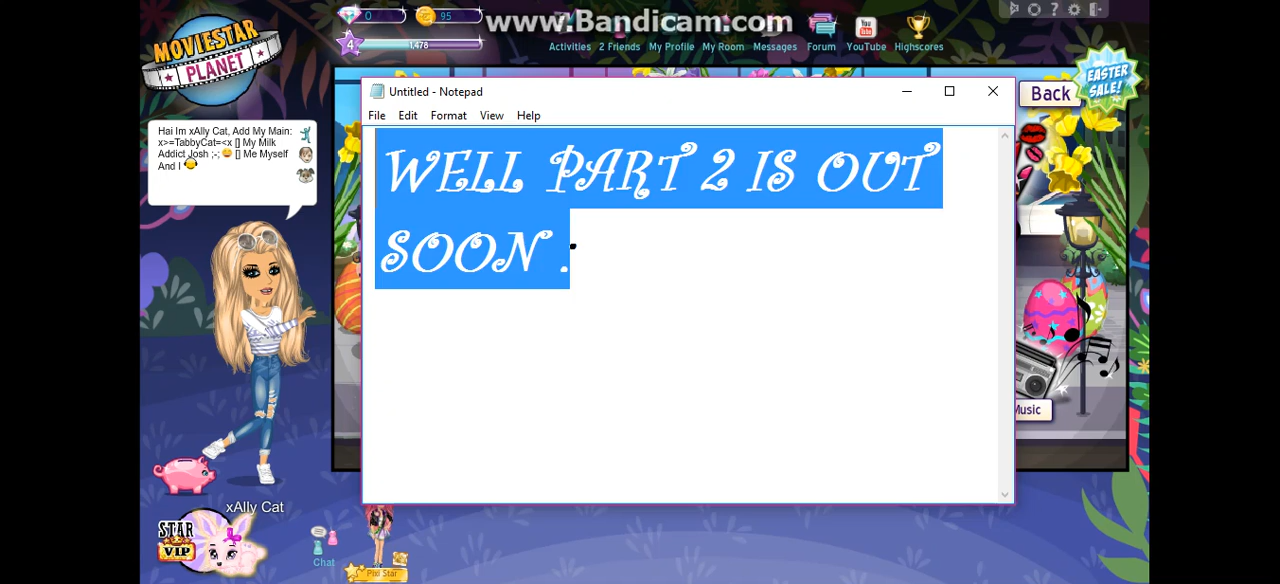 www.Bandicam.com
MOVIESTAR
PLANET
0
95
4
1,478
Activities
2 Friends
My Profile
My Room
Messages
Forum
YouTube
Highscores
EASTER
SALE!
Back
Untitled - Notepad
File Edit Format View Help
WELL PART 2 IS OUT
SOON .
Hai Im xAlly Cat, Add My Main:
x>=TabbyCat=<x [] My Milk
Addict Josh ;-; [] Me Myself
And I
Music
xAlly Cat
STAR
VIP
Chat
Pixi Star